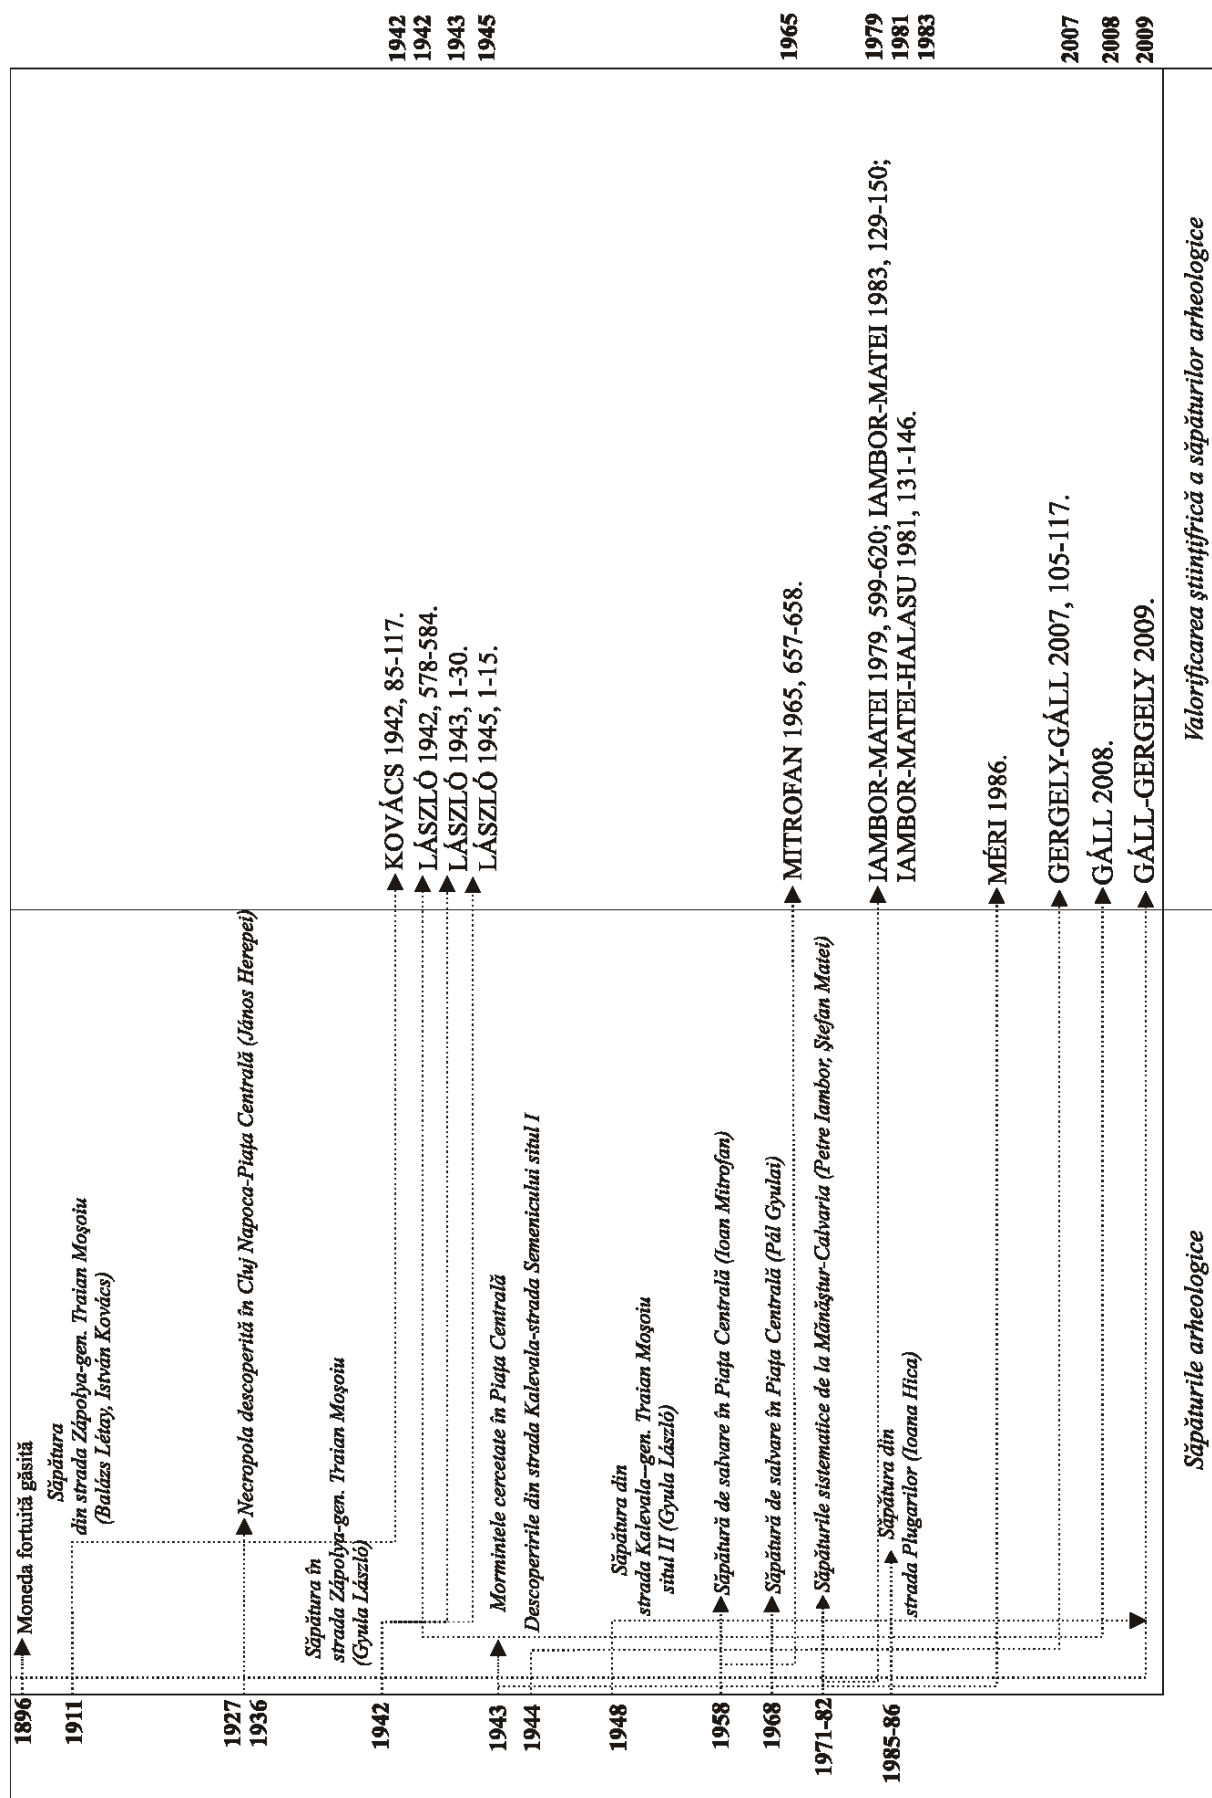 1896
Moneda fortuită găsită
1911
Săpătura
din strada Zápolya-gen. Traian Moşoiu
(Balázs Létay, István Kovács)
1927
1936
Necropola descoperită în Cluj Napoca-Piaţa Centrală (János Herepei)
1942
Săpătura în
strada Zápolya-gen. Traian Moşoiu
(Gyula László)
1943
Mormintele cercetate în Piaţa Centrală
1944
Descoperirile din strada Kalevala-strada Semenicului situl I
1948
Săpătura din
strada Kalevala--gen. Traian Moşoiu
situl II (Gyula László)
1958
Săpătură de salvare în Piaţa Centrală (Ioan Mitrofan)
1968
Săpătură de salvare în Piaţa Centrală (Pál Gyulai)
1971-82
Săpăturile sistematice de la Mănăştur-Calvaria (Petre Iambor, Ştefan Matei)
1985-86
Săpătura din
strada Plugarilor (Ioana Hica)
Săpăturile arheologice
KOVÁCS 1942, 85-117.
LÁSZLÓ 1942, 578-584.
LÁSZLÓ 1943, 1-30.
LÁSZLÓ 1945, 1-15.
MITROFAN 1965, 657-658.
IAMBOR-MATEI 1979, 599-620; IAMBOR-MATEI 1983, 129-150;
IAMBOR-MATEI-HALASU 1981, 131-146.
MÉRI 1986.
GERGELY-GÁLL 2007, 105-117.
GÁLL 2008.
GÁLL-GERGELY 2009.
Valorificarea ştiinţifrică a săpăturilor arheologice
1942
1942
1943
1945
1965
1979
1981
1983
2007
2008
2009